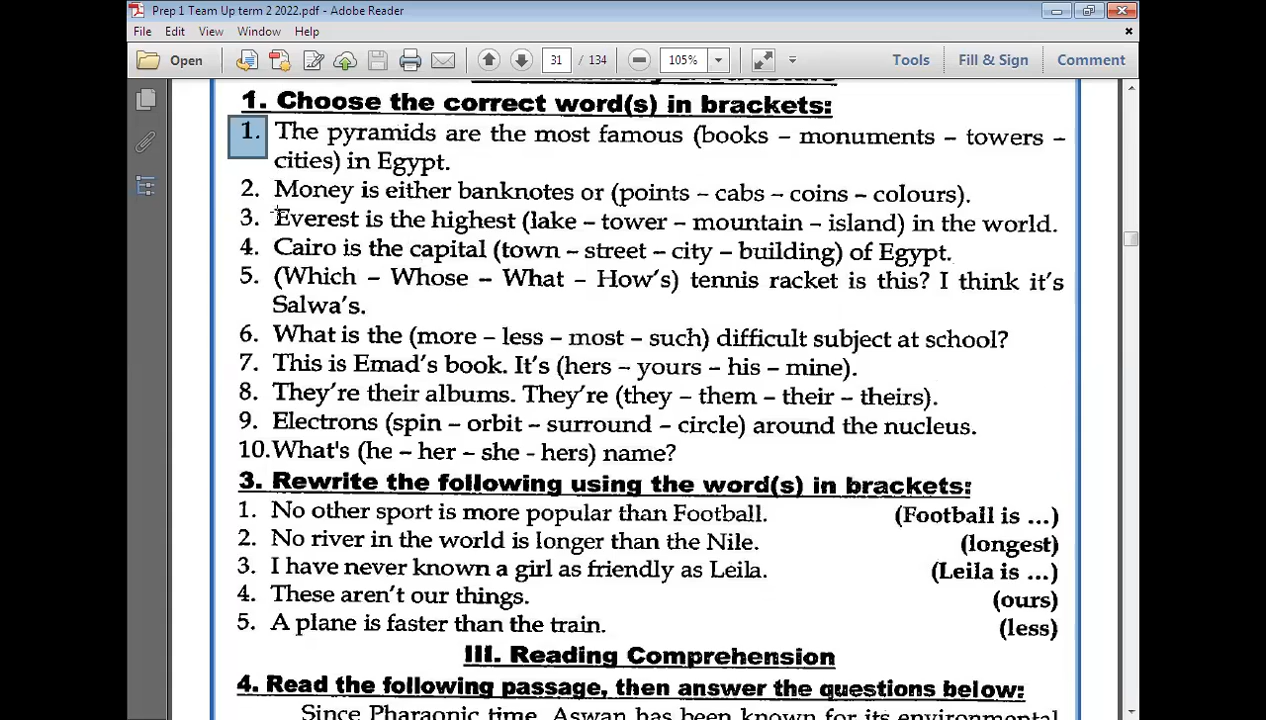 Prep 1 Team Up term 2 2022.pdf - Adobe Reader
File Edit View Window Help
Open 31 / 134 105% Tools Fill & Sign Comment
1. Choose the correct word(s) in brackets:
1. The pyramids are the most famous (books – monuments – towers –
cities) in Egypt.
2. Money is either banknotes or (points – cabs – coins – colours).
3. Everest is the highest (lake – tower – mountain – island) in the world.
4. Cairo is the capital (town – street – city – building) of Egypt.
5. (Which – Whose – What – How's) tennis racket is this? I think it's
Salwa's.
6. What is the (more – less – most – such) difficult subject at school?
7. This is Emad's book. It's (hers – yours – his – mine).
8. They're their albums. They're (they – them – their – theirs).
9. Electrons (spin – orbit – surround – circle) around the nucleus.
10.What's (he – her – she - hers) name?
3. Rewrite the following using the word(s) in brackets:
1. No other sport is more popular than Football. (Football is ...)
2. No river in the world is longer than the Nile. (longest)
3. I have never known a girl as friendly as Leila. (Leila is ...)
4. These aren't our things. (ours)
5. A plane is faster than the train. (less)
III. Reading Comprehension
4. Read the following passage, then answer the questions below:
Since Pharaonic time, Aswan has been known for its environmental